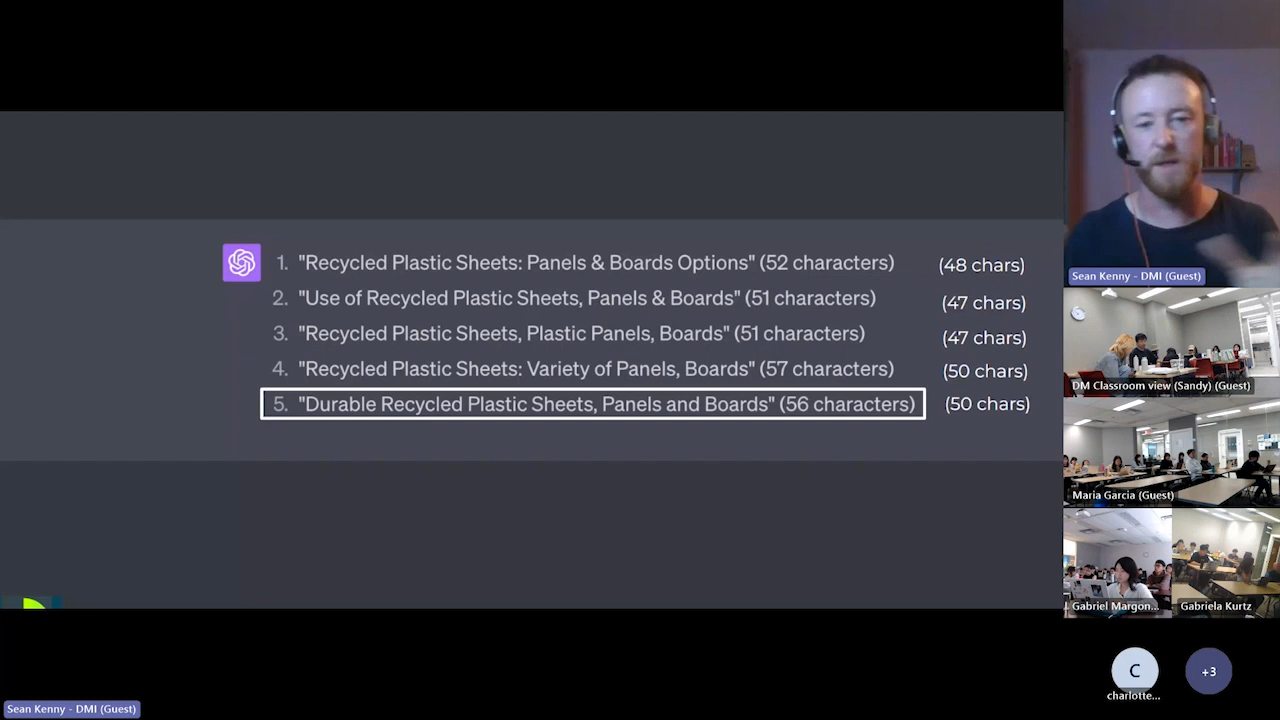 1. "Recycled Plastic Sheets: Panels & Boards Options" (52 characters) (48 chars)
2. "Use of Recycled Plastic Sheets, Panels & Boards" (51 characters) (47 chars)
3. "Recycled Plastic Sheets, Plastic Panels, Boards" (51 characters) (47 chars)
4. "Recycled Plastic Sheets: Variety of Panels, Boards" (57 characters) (50 chars)
5. "Durable Recycled Plastic Sheets, Panels and Boards" (56 characters) (50 chars)
Sean Kenny - DMI (Guest)
DM Classroom view (Sandy) (Guest)
Maria Garcia (Guest)
Gabriel Margon...
Gabriela Kurtz
C
charlotte...
+3
Sean Kenny - DMI (Guest)